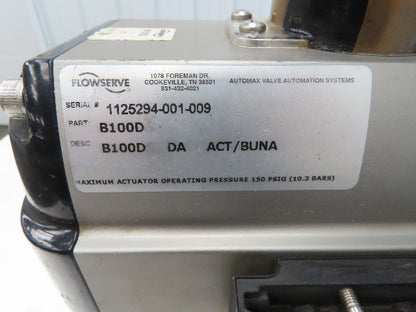 FLOWSERVE
1978 FOREMAN DR.
COOKEVILLE, TN 38501
931-432-4021
AUTOMAX VALVE AUTOMATION SYSTEMS
SERIAL # 1125294-001-009
PART: B100D
DESC B100D DA ACT/BUNA
MAXIMUM ACTUATOR OPERATING PRESSURE 150 PSIG (10.3 BARS)